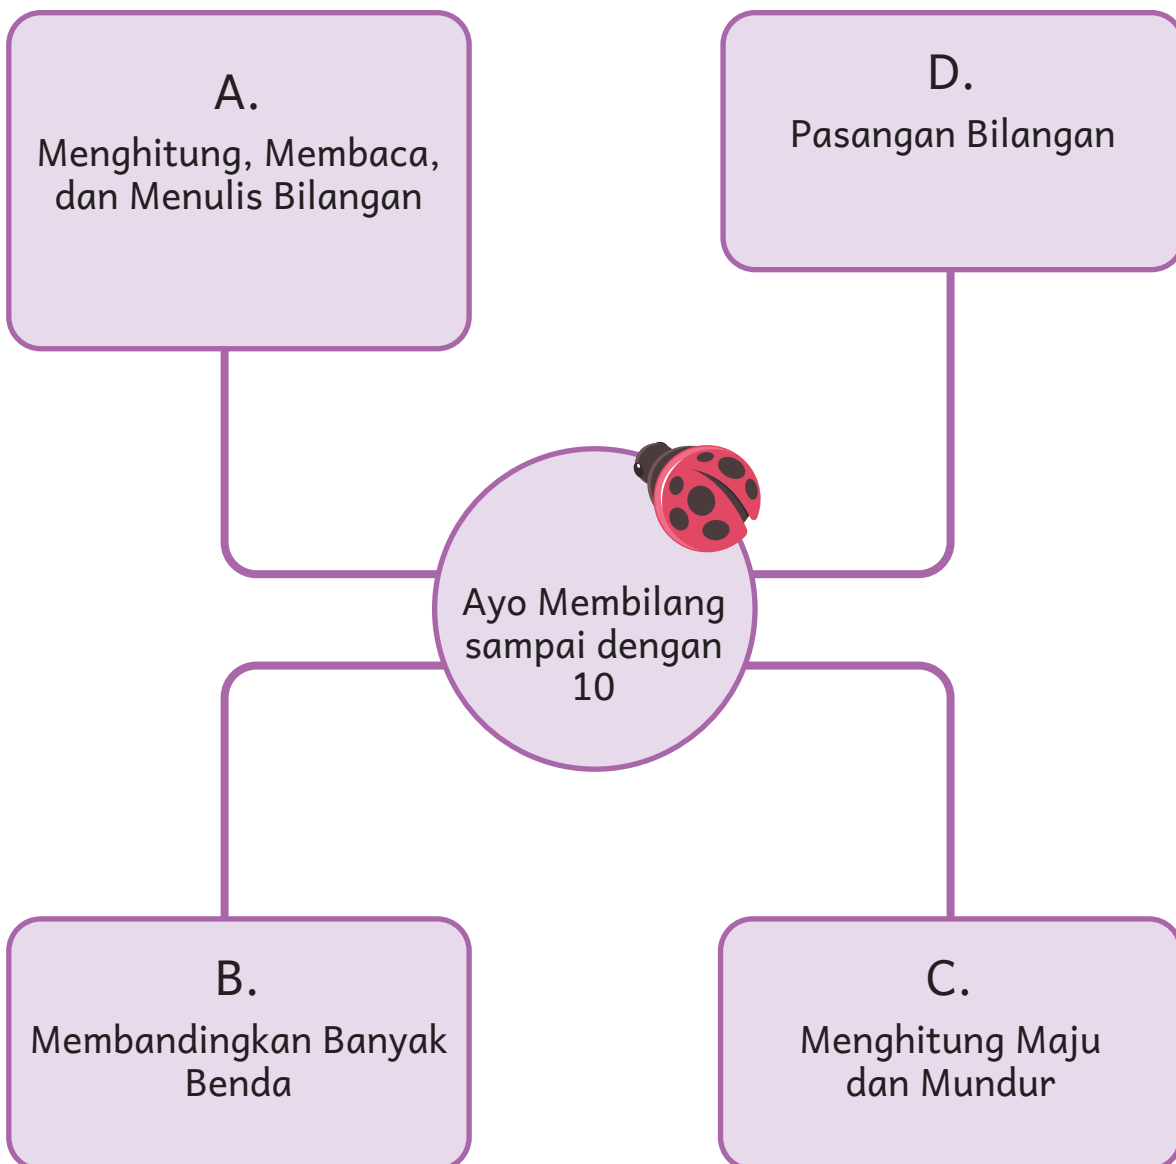 A.
Menghitung, Membaca,
dan Menulis Bilangan
D.
Pasangan Bilangan
Ayo Membilang
sampai dengan
10
B.
Membandingkan Banyak
Benda
C.
Menghitung Maju
dan Mundur